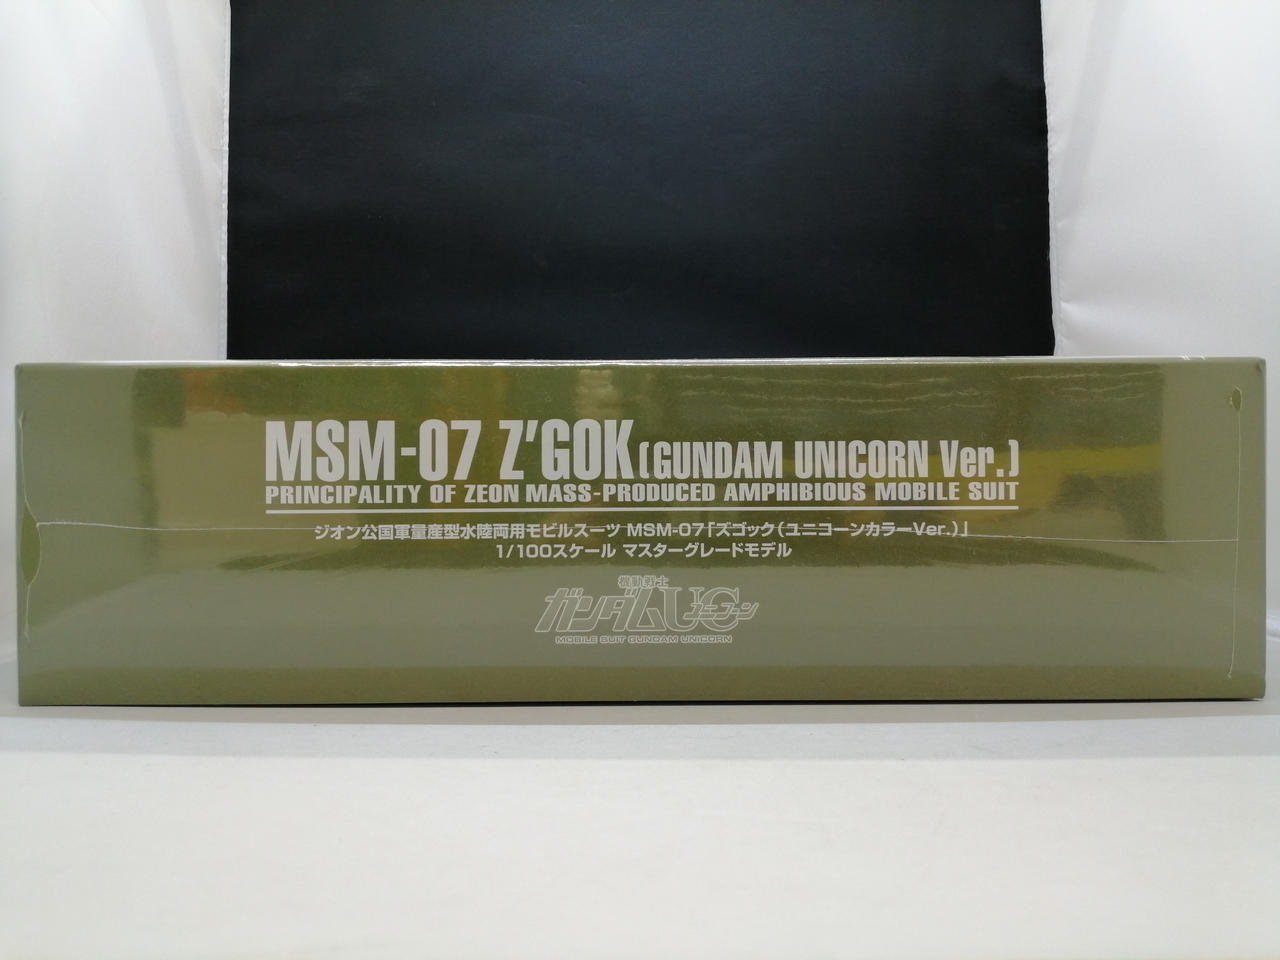 MSM-07 Z'GOK(GUNDAM UNICORN Ver.)
PRINCIPALITY OF ZEON MASS-PRODUCED AMPHIBIOUS MOBILE SUIT
ジオン公国軍量産型水陸両用モビルスーツ MSM-07「ズゴック(ユニコーンカラーVer.)」
1/100スケール マスターグレードモデル
機動戦士
ガンダムUC ユニコーン
MOBILE SUIT GUNDAM UNICORN